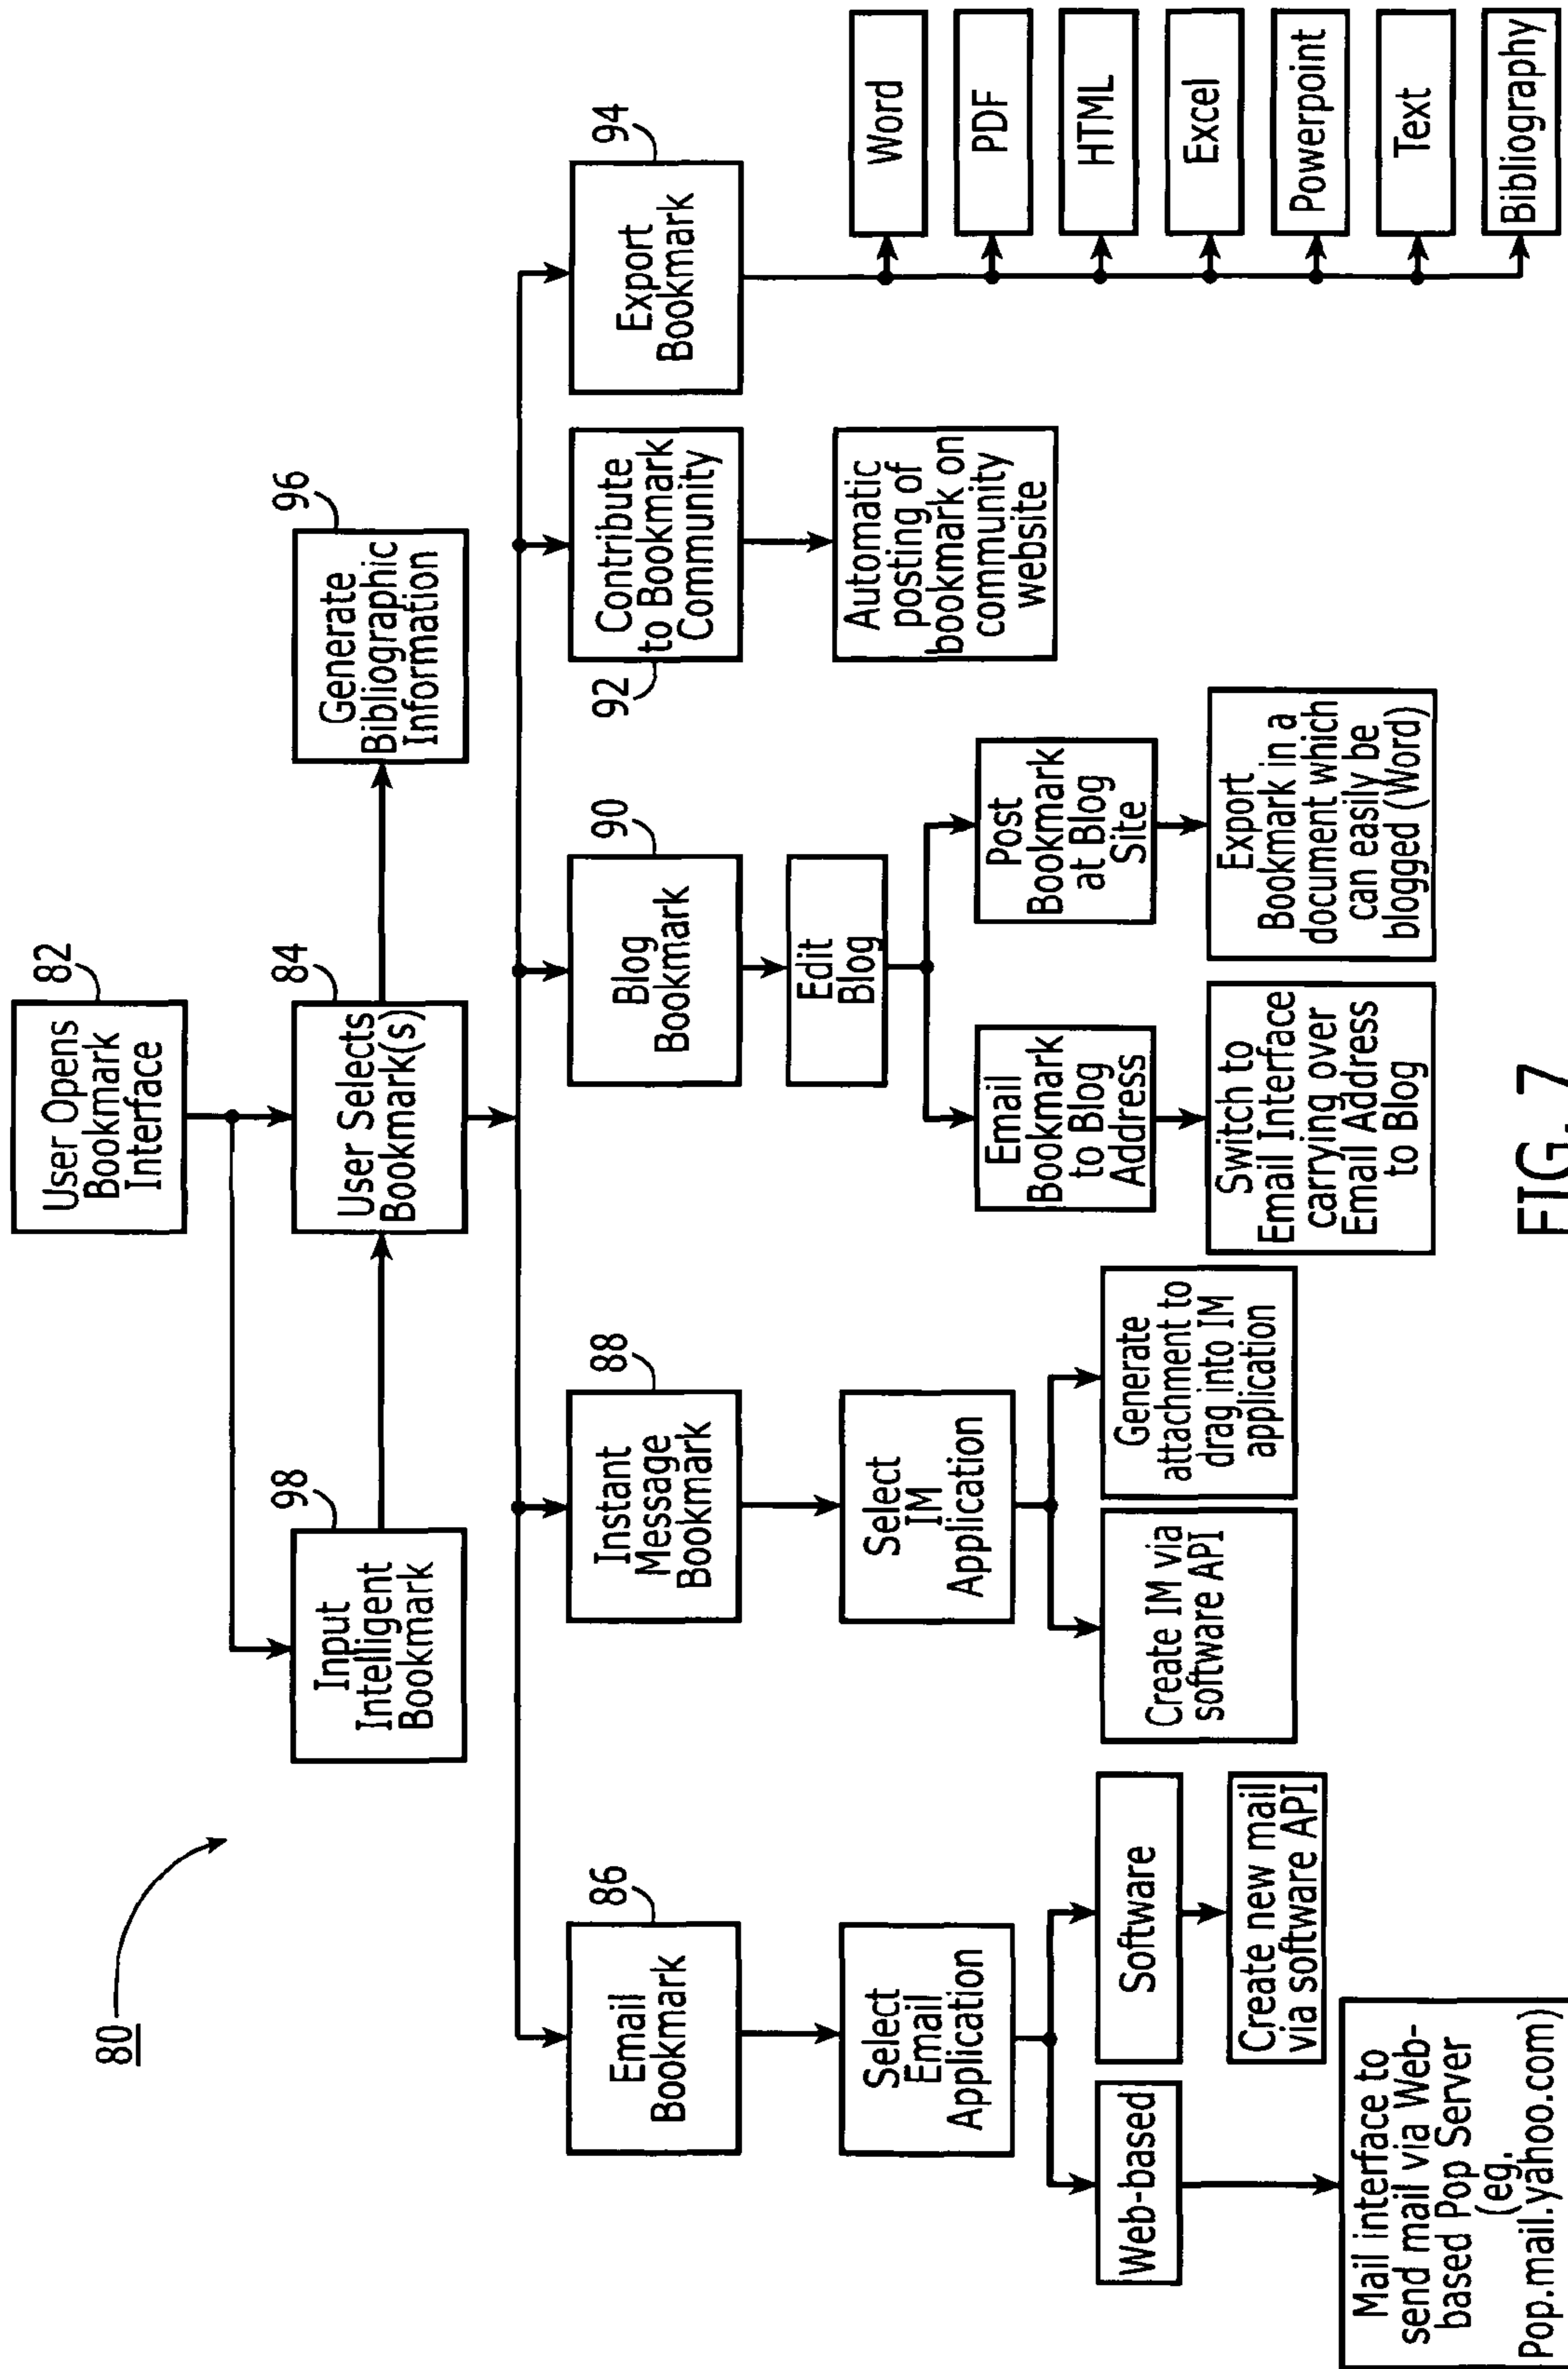 80
82
User Opens
Bookmark
Interface
98
Input
Intelligent
Bookmark
84
User Selects
Bookmark(s)
96
Generate
Bibliographic
Information
86
Email
Bookmark
88
Instant
Message
Bookmark
90
Blog
Bookmark
92
Contribute
to Bookmark
Community
94
Export
Bookmark
Select
Email
Application
Web-based
Software
Mail interface to
send mail via Web-
based Pop Server
(eg.
Pop.mail.yahoo.com)
Create new mail
via software API
Select
IM
Application
Create IM via
software API
Generate
attachment to
drag into IM
application
Edit
Blog
Email
Bookmark
to Blog
Address
Post
Bookmark
at Blog
Site
Switch to
Email Interface
carrying over
Email Address
to Blog
Export
Bookmark in a
document which
can easily be
blogged (Word)
Automatic
posting of
bookmark on
community
website
Word
PDF
HTML
Excel
Powerpoint
Text
Bibliography
FIG. 7